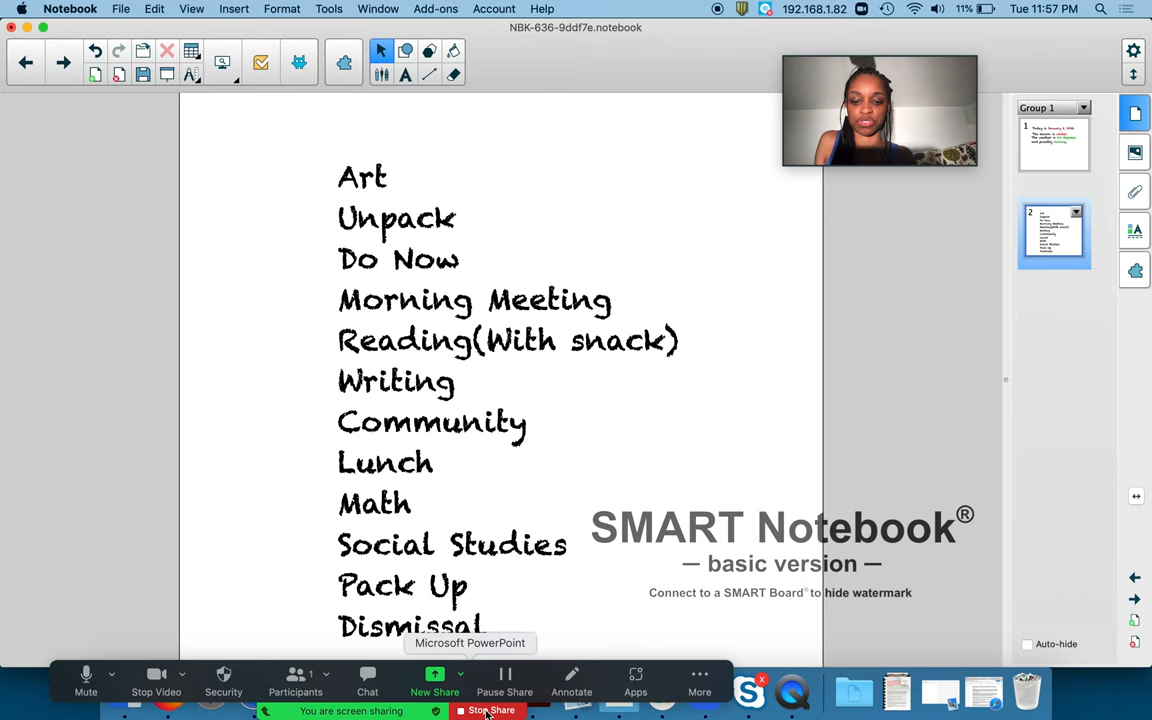 Notebook File Edit View Insert Format Tools Window Add-ons Account Help 192.168.1.82 11% Tue 11:57 PM
NBK-636-9ddf7e.notebook
Group 1
1
Art
Unpack
Do Now
Morning Meeting
Reading(With snack)
Writing
Community
Lunch
Math
Social Studies
Pack Up
Dismissal
2
SMART Notebook®
— basic version —
Connect to a SMART Board® to hide watermark
Auto-hide
Microsoft PowerPoint
Mute Stop Video Security Participants 1 Chat New Share Pause Share Annotate Apps More
You are screen sharing Stop Share